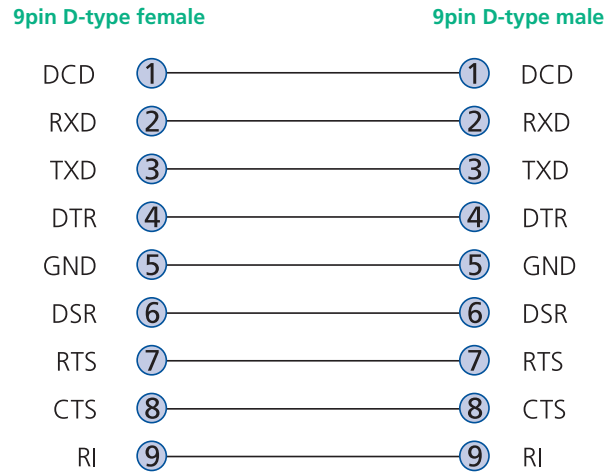 9pin D-type female 9pin D-type male
DCD 1 1 DCD
RXD 2 2 RXD
TXD 3 3 TXD
DTR 4 4 DTR
GND 5 5 GND
DSR 6 6 DSR
RTS 7 7 RTS
CTS 8 8 CTS
RI 9 9 RI